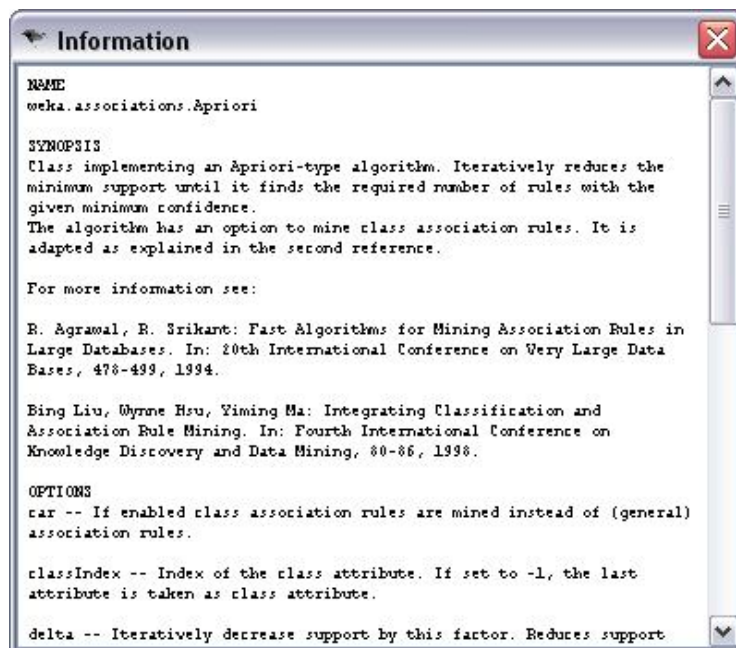 Information
NAME
weka.associations.Apriori
SYNOPSIS
Class implementing an Apriori-type algorithm. Iteratively reduces the
minimum support until it finds the required number of rules with the
given minimum confidence.
The algorithm has an option to mine class association rules. It is
adapted as explained in the second reference.
For more information see:
R. Agrawal, R. Srikant: Fast Algorithms for Mining Association Rules in
Large Databases. In: 20th International Conference on Very Large Data
Bases, 478-499, 1994.
Bing Liu, Wynne Hsu, Yiming Ma: Integrating Classification and
Association Rule Mining. In: Fourth International Conference on
Knowledge Discovery and Data Mining, 80-86, 1998.
OPTIONS
car -- If enabled class association rules are mined instead of (general)
association rules.
classIndex -- Index of the class attribute. If set to -1, the last
attribute is taken as class attribute.
delta -- Iteratively decrease support by this factor. Reduces support